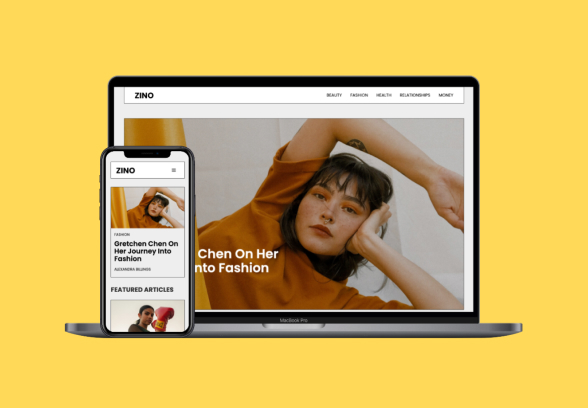 ZINO
BEAUTY FASHION HEALTH RELATIONSHIPS MONEY
Chen On Her
nto Fashion
ZINO
FASHION
Gretchen Chen On
Her Journey Into
Fashion
ALEXANDRA BILLINGS
FEATURED ARTICLES
MacBook Pro